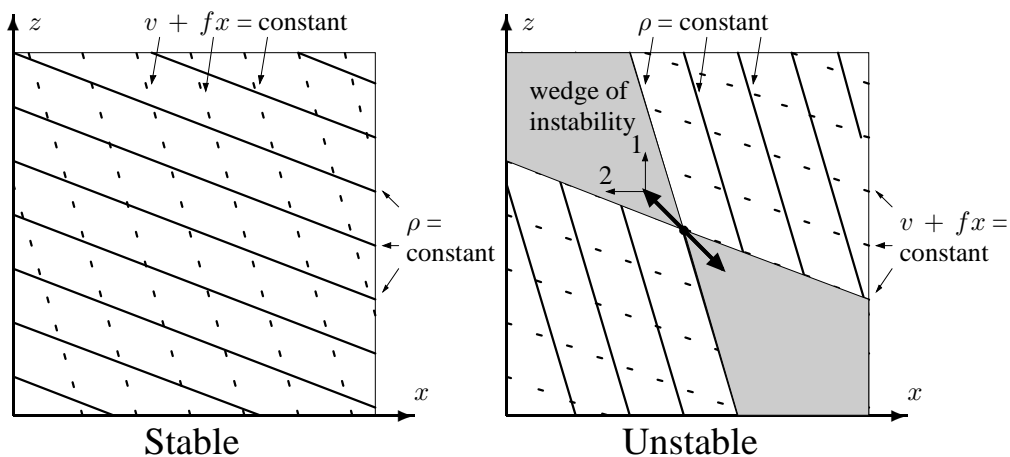 z
v + fx = constant
ρ =
constant
x
Stable
z
ρ = constant
wedge of
instability
1
2
v + fx =
constant
x
Unstable